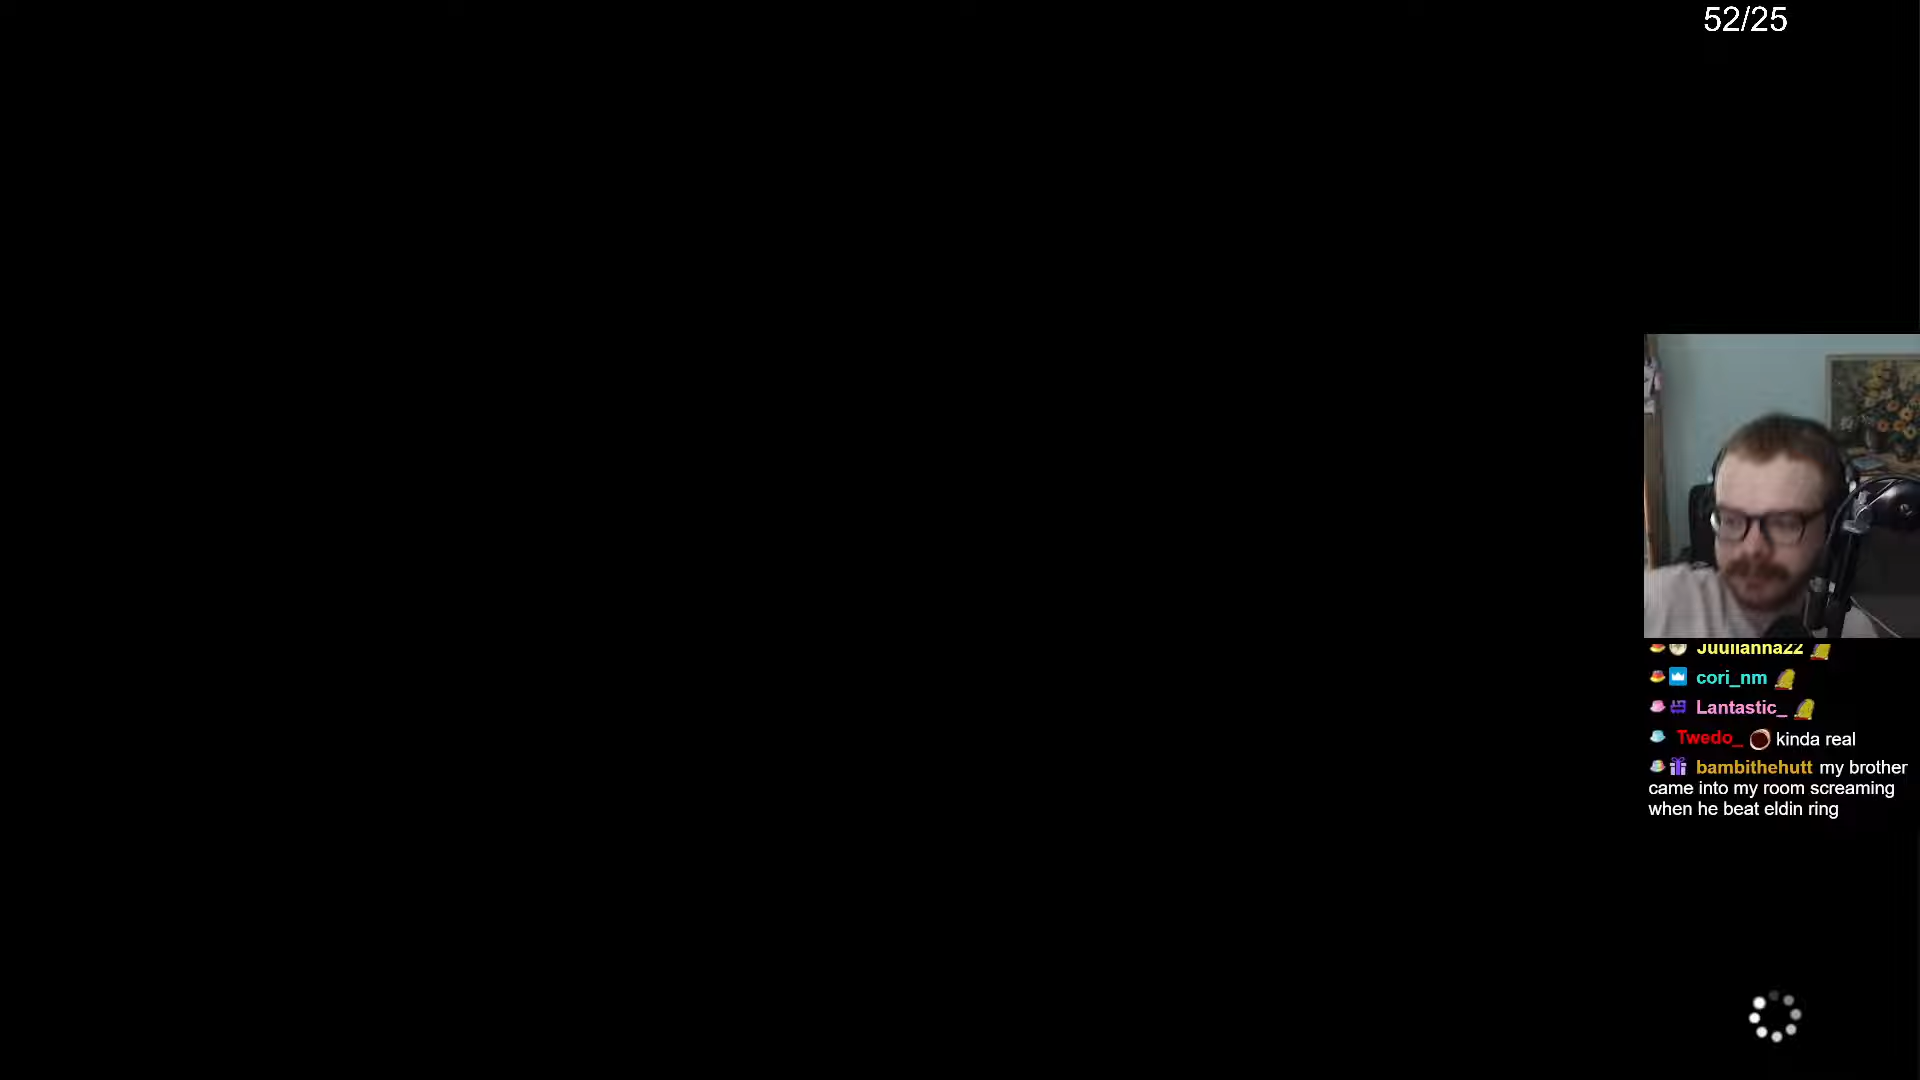 52/25
Juulianna22
cori_nm
Lantastic_
Twedo_ kinda real
bambithehutt my brother
came into my room screaming
when he beat eldin ring